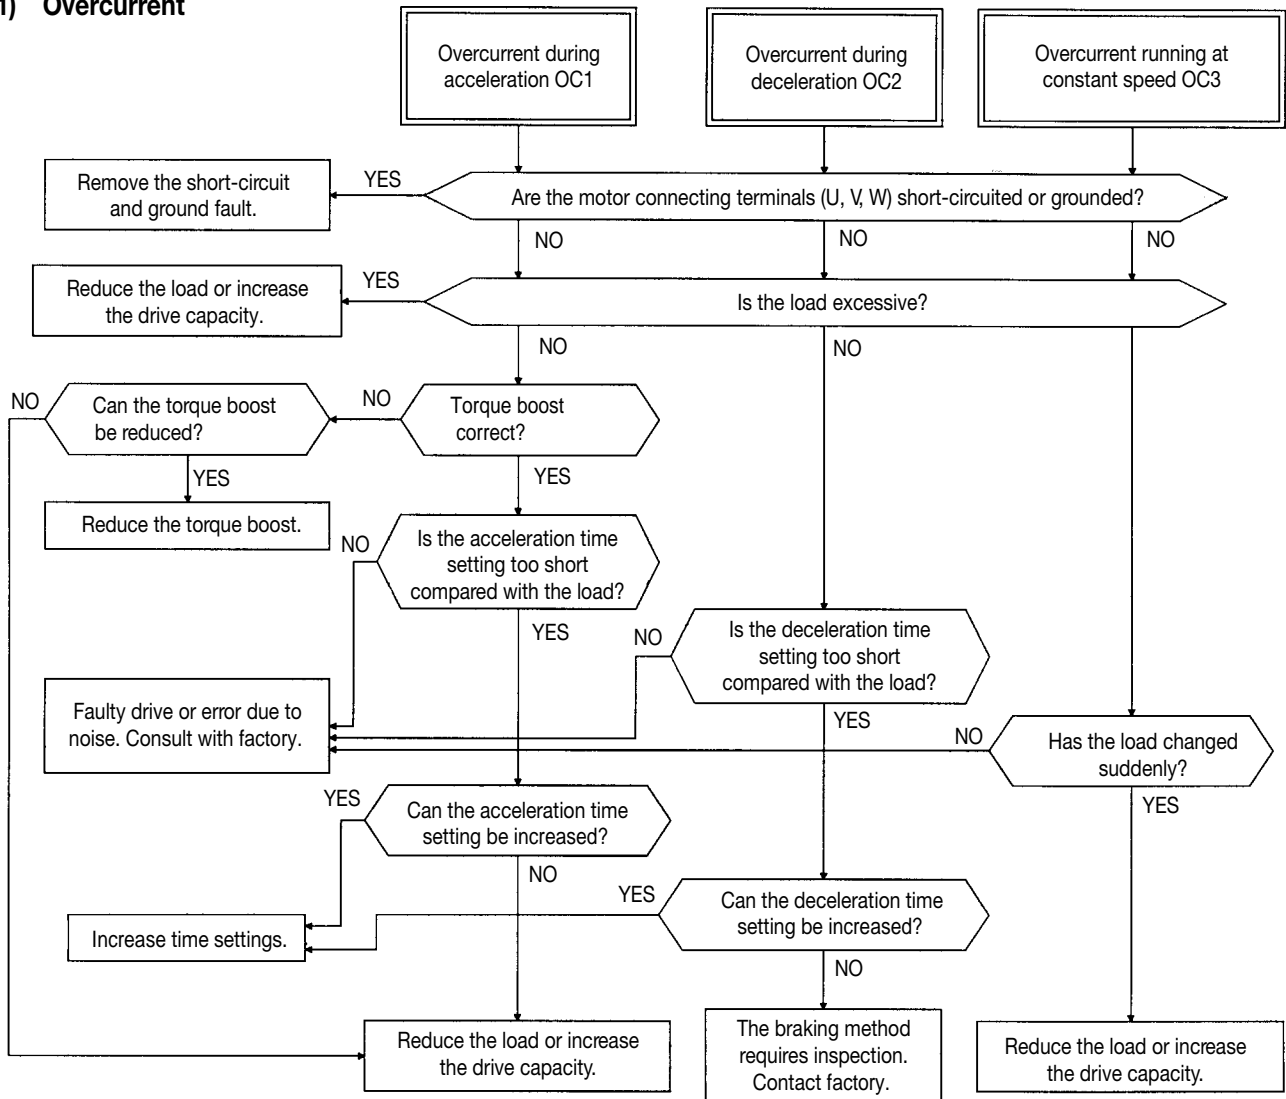 1) Overcurrent
Overcurrent during
acceleration OC1
Overcurrent during
deceleration OC2
Overcurrent running at
constant speed OC3
Remove the short-circuit
and ground fault.
YES
Are the motor connecting terminals (U, V, W) short-circuited or grounded?
NO
NO
NO
Reduce the load or increase
the drive capacity.
YES
Is the load excessive?
NO
NO
NO
Can the torque boost
be reduced?
NO
Torque boost
correct?
YES
YES
Reduce the torque boost.
NO
Is the acceleration time
setting too short
compared with the load?
YES
NO
Is the deceleration time
setting too short
compared with the load?
YES
Faulty drive or error due to
noise. Consult with factory.
NO
Has the load changed
suddenly?
YES
YES
Can the acceleration time
setting be increased?
NO
YES
Can the deceleration time
setting be increased?
NO
Increase time settings.
Reduce the load or increase
the drive capacity.
The braking method
requires inspection.
Contact factory.
Reduce the load or increase
the drive capacity.